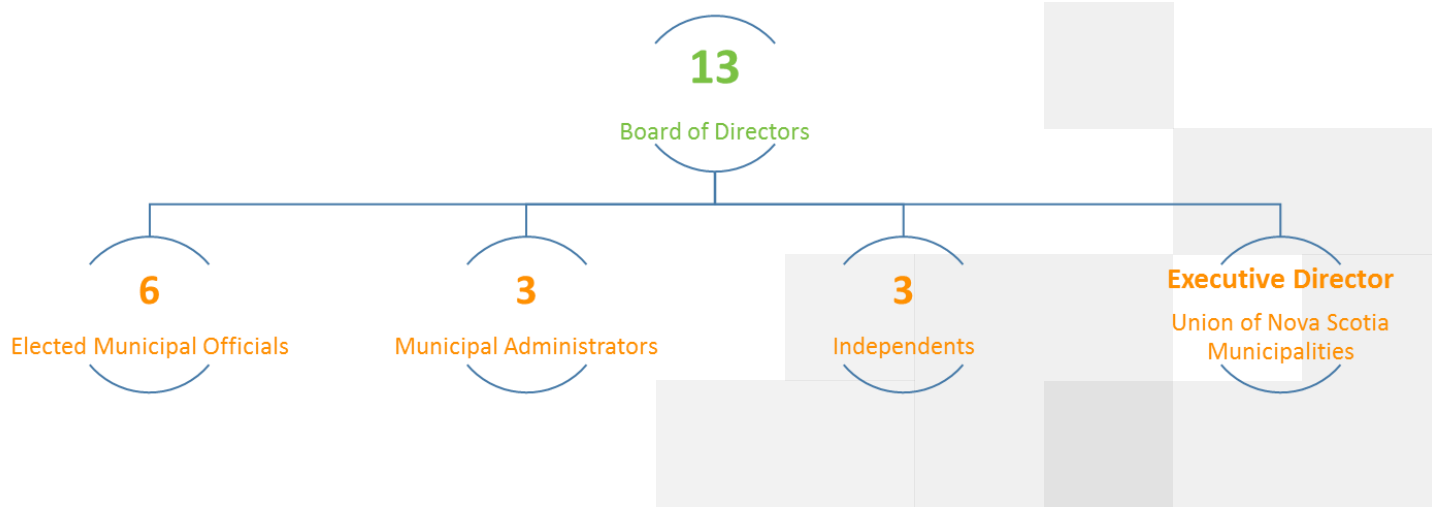 13
Board of Directors
6
Elected Municipal Officials
3
Municipal Administrators
3
Independents
Executive Director
Union of Nova Scotia
Municipalities